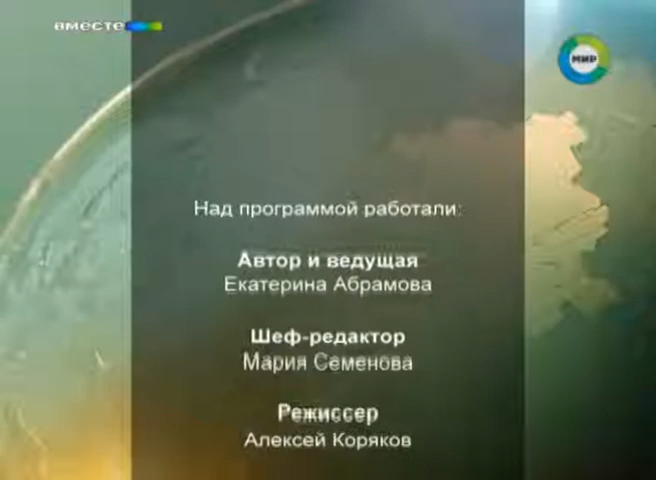 вместе
МИР
Над программой работали:
Автор и ведущая
Екатерина Абрамова
Шеф-редактор
Мария Семенова
Режиссер
Алексей Коряков